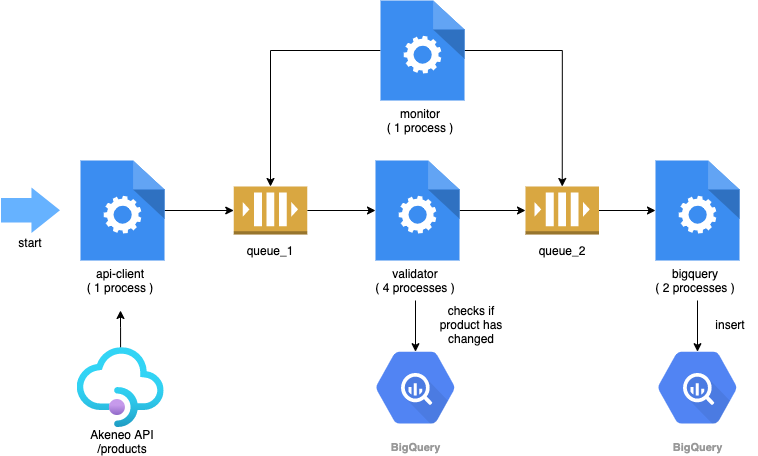 monitor
( 1 process )
start
api-client
( 1 process )
queue_1
validator
( 4 processes )
queue_2
bigquery
( 2 processes )
checks if
product has
changed
insert
Akeneo API
/products
BigQuery
BigQuery